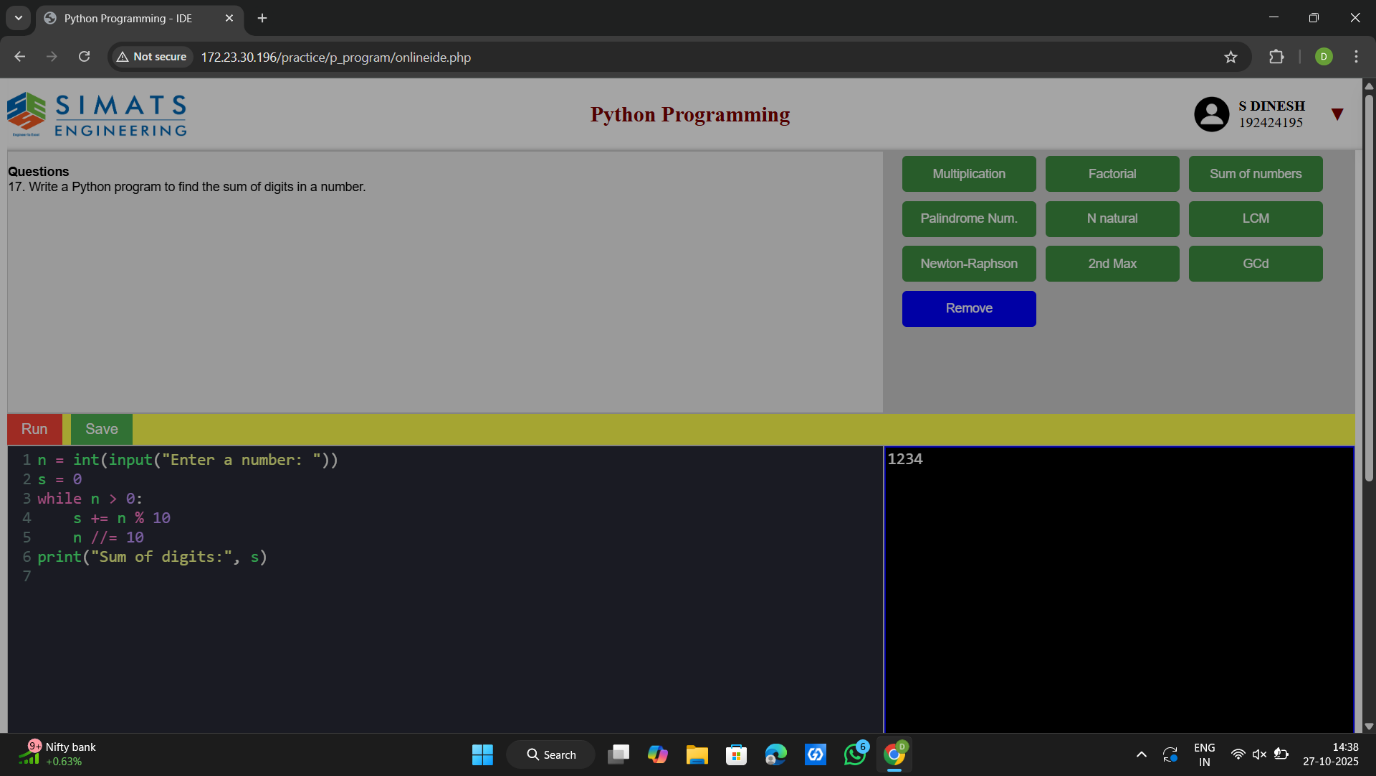 Python Programming - IDE
Not secure
172.23.30.196/practice/p_program/onlineide.php
D
SIMATS
ENGINEERING
Python Programming
S DINESH
192424195
Questions
17. Write a Python program to find the sum of digits in a number.
Multiplication
Factorial
Sum of numbers
Palindrome Num.
N natural
LCM
Newton-Raphson
2nd Max
GCd
Remove
Run
Save
1 n = int(input("Enter a number: "))
2 s = 0
3 while n > 0:
4     s += n % 10
5     n //= 10
6 print("Sum of digits:", s)
7
1234
9+
Nifty bank
+0.63%
Search
6
D
ENG
IN
14:38
27-10-2025